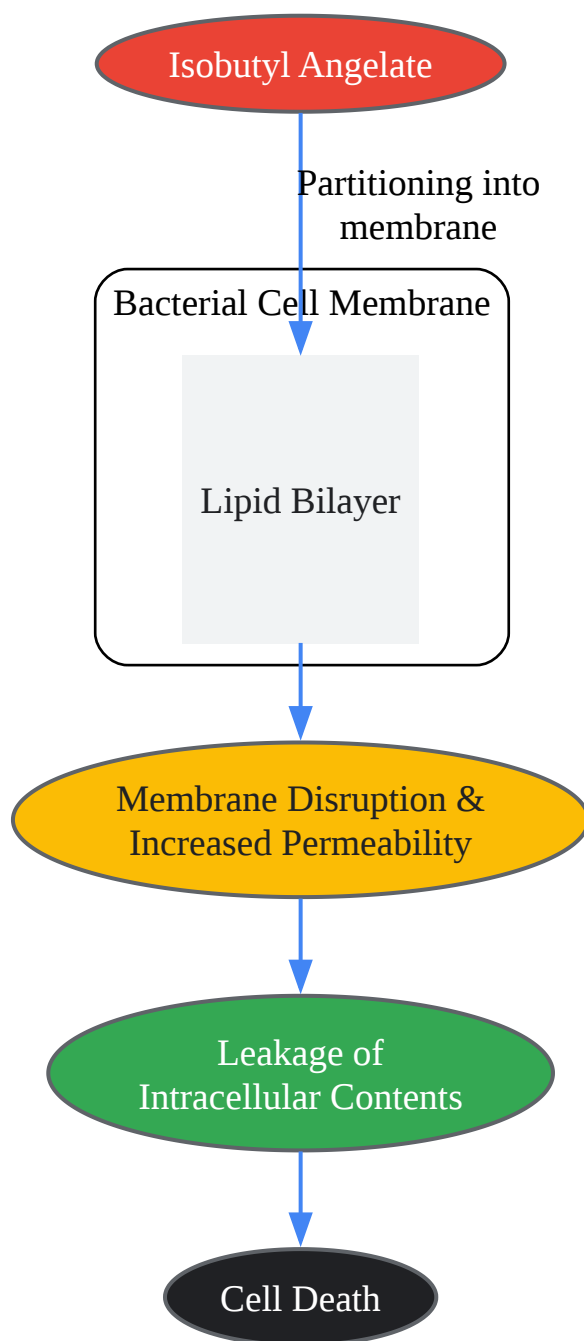 Isobutyl Angelate
Partitioning into
membrane
Bacterial Cell Membrane
Lipid Bilayer
Membrane Disruption &
Increased Permeability
Leakage of
Intracellular Contents
Cell Death